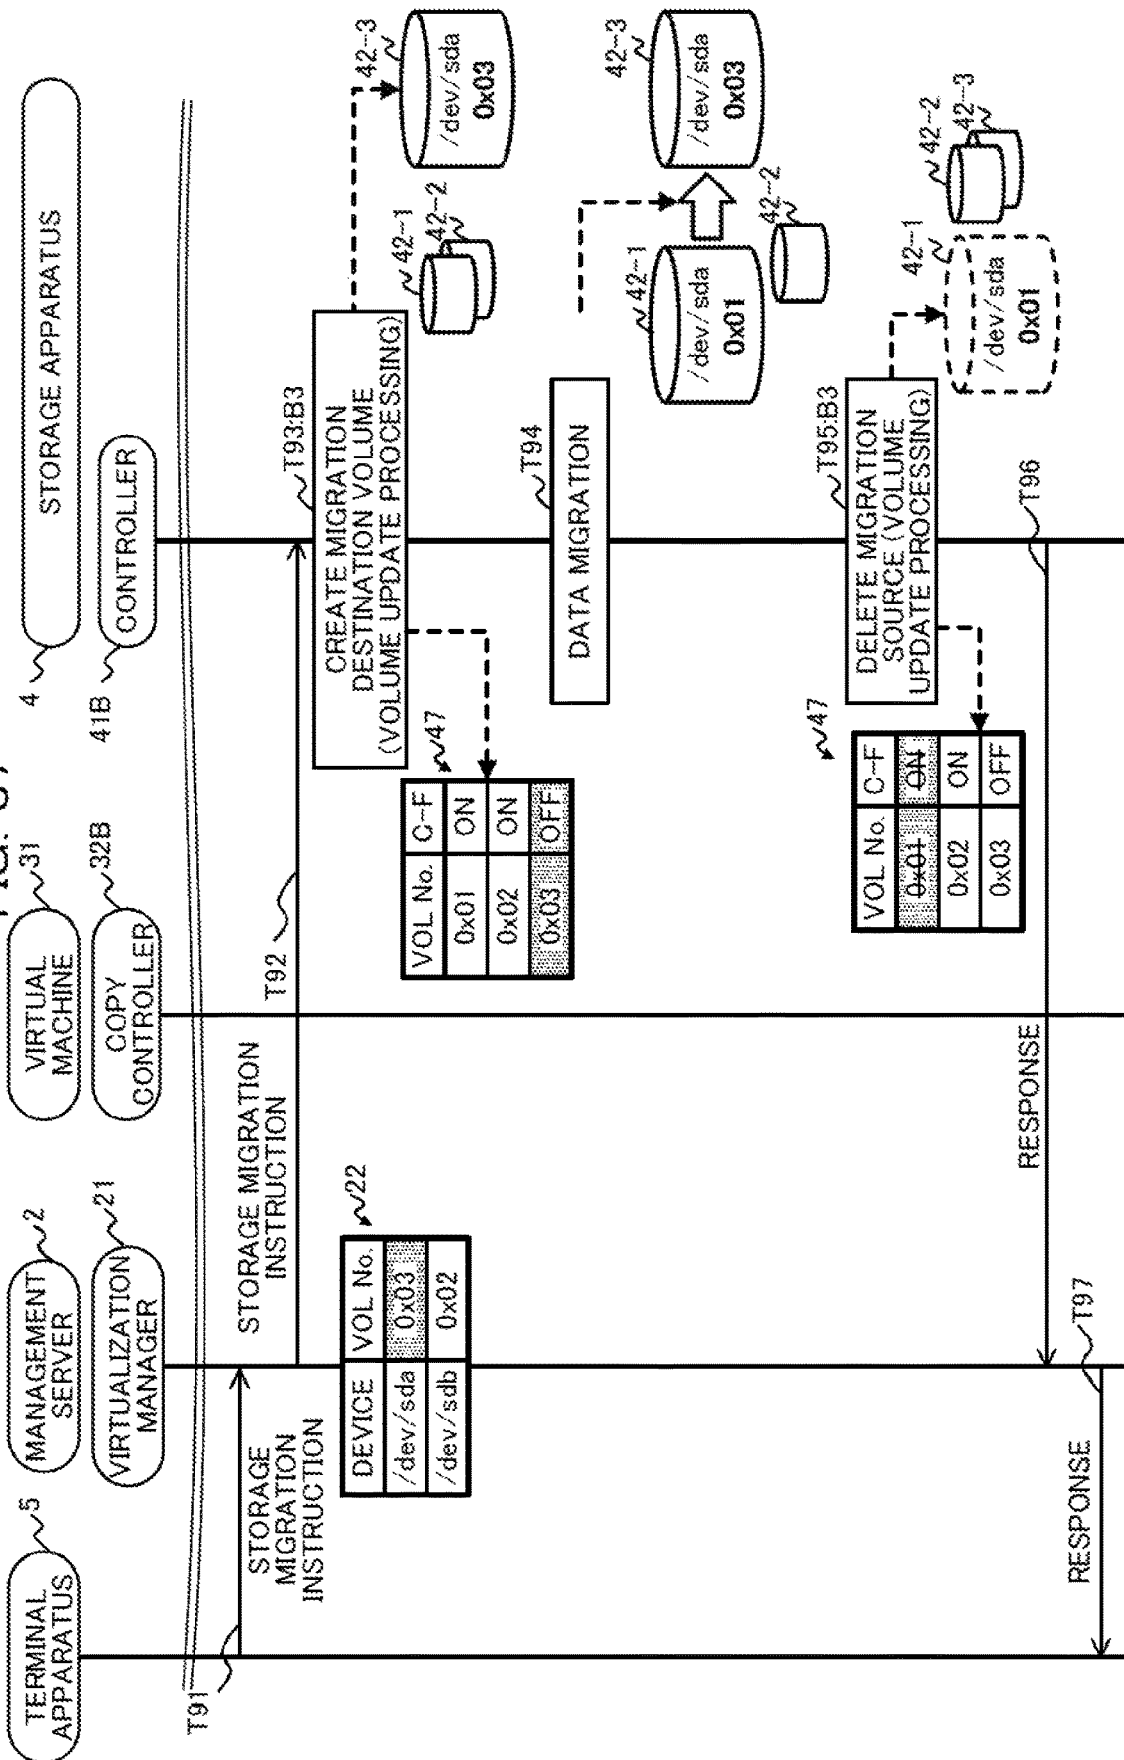 TERMINAL
APPARATUS
5
MANAGEMENT
SERVER
2
VIRTUALIZATION
MANAGER
21
VIRTUAL
MACHINE
31
COPY
CONTROLLER
32B
STORAGE APPARATUS
4
CONTROLLER
41B
T91
STORAGE
MIGRATION
INSTRUCTION
STORAGE MIGRATION
INSTRUCTION
T92
22
DEVICE VOL No.
/dev/sda 0x03
/dev/sdb 0x02
T93:B3
CREATE MIGRATION
DESTINATION VOLUME
(VOLUME UPDATE PROCESSING)
47
VOL No. C-F
0x01 ON
0x02 ON
0x03 OFF
42-1
42-2
42-3
/dev/sda
0x03
T94
DATA MIGRATION
42-1
/dev/sda
0x01
42-2
42-3
/dev/sda
0x03
T95:B3
DELETE MIGRATION
SOURCE (VOLUME
UPDATE PROCESSING)
47
VOL No. C-F
0x01 ON
0x02 ON
0x03 OFF
42-1
/dev/sda
0x01
42-2
42-3
T96
RESPONSE
T97
RESPONSE